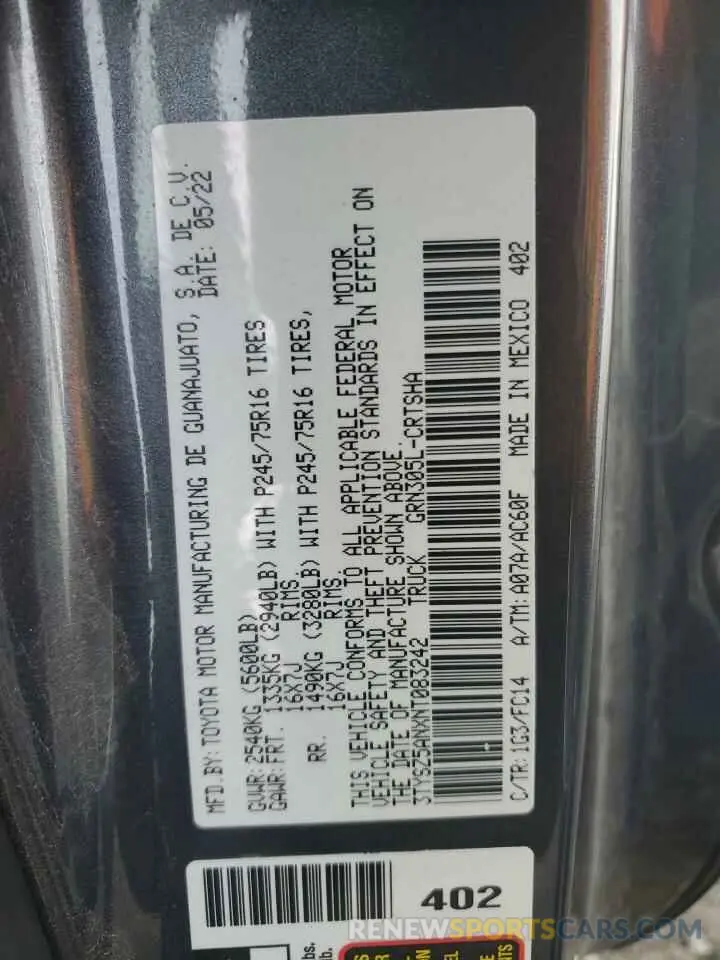 MFD.BY: TOYOTA MOTOR MANUFACTURING DE GUANAJUATO, S.A. DE C.V.
DATE: 05/22
GVWR: 2540KG (5600LB)
GAWR: FRT. 1335KG (2940LB) WITH P245/75R16 TIRES
16X7J RIMS.
RR. 1490KG (3280LB) WITH P245/75R16 TIRES,
16X7J RIMS.
THIS VEHICLE CONFORMS TO ALL APPLICABLE FEDERAL MOTOR
VEHICLE SAFETY AND THEFT PREVENTION STANDARDS IN EFFECT ON
THE DATE OF MANUFACTURE SHOWN ABOVE.
3TYSZ5ANXNT083242 TRUCK GRN305L-CRTSHA
C/TR: 1G3/FC14 A/TM: A07A/AC60F MADE IN MEXICO 402
402
RENEWSPORTSCARS.COM